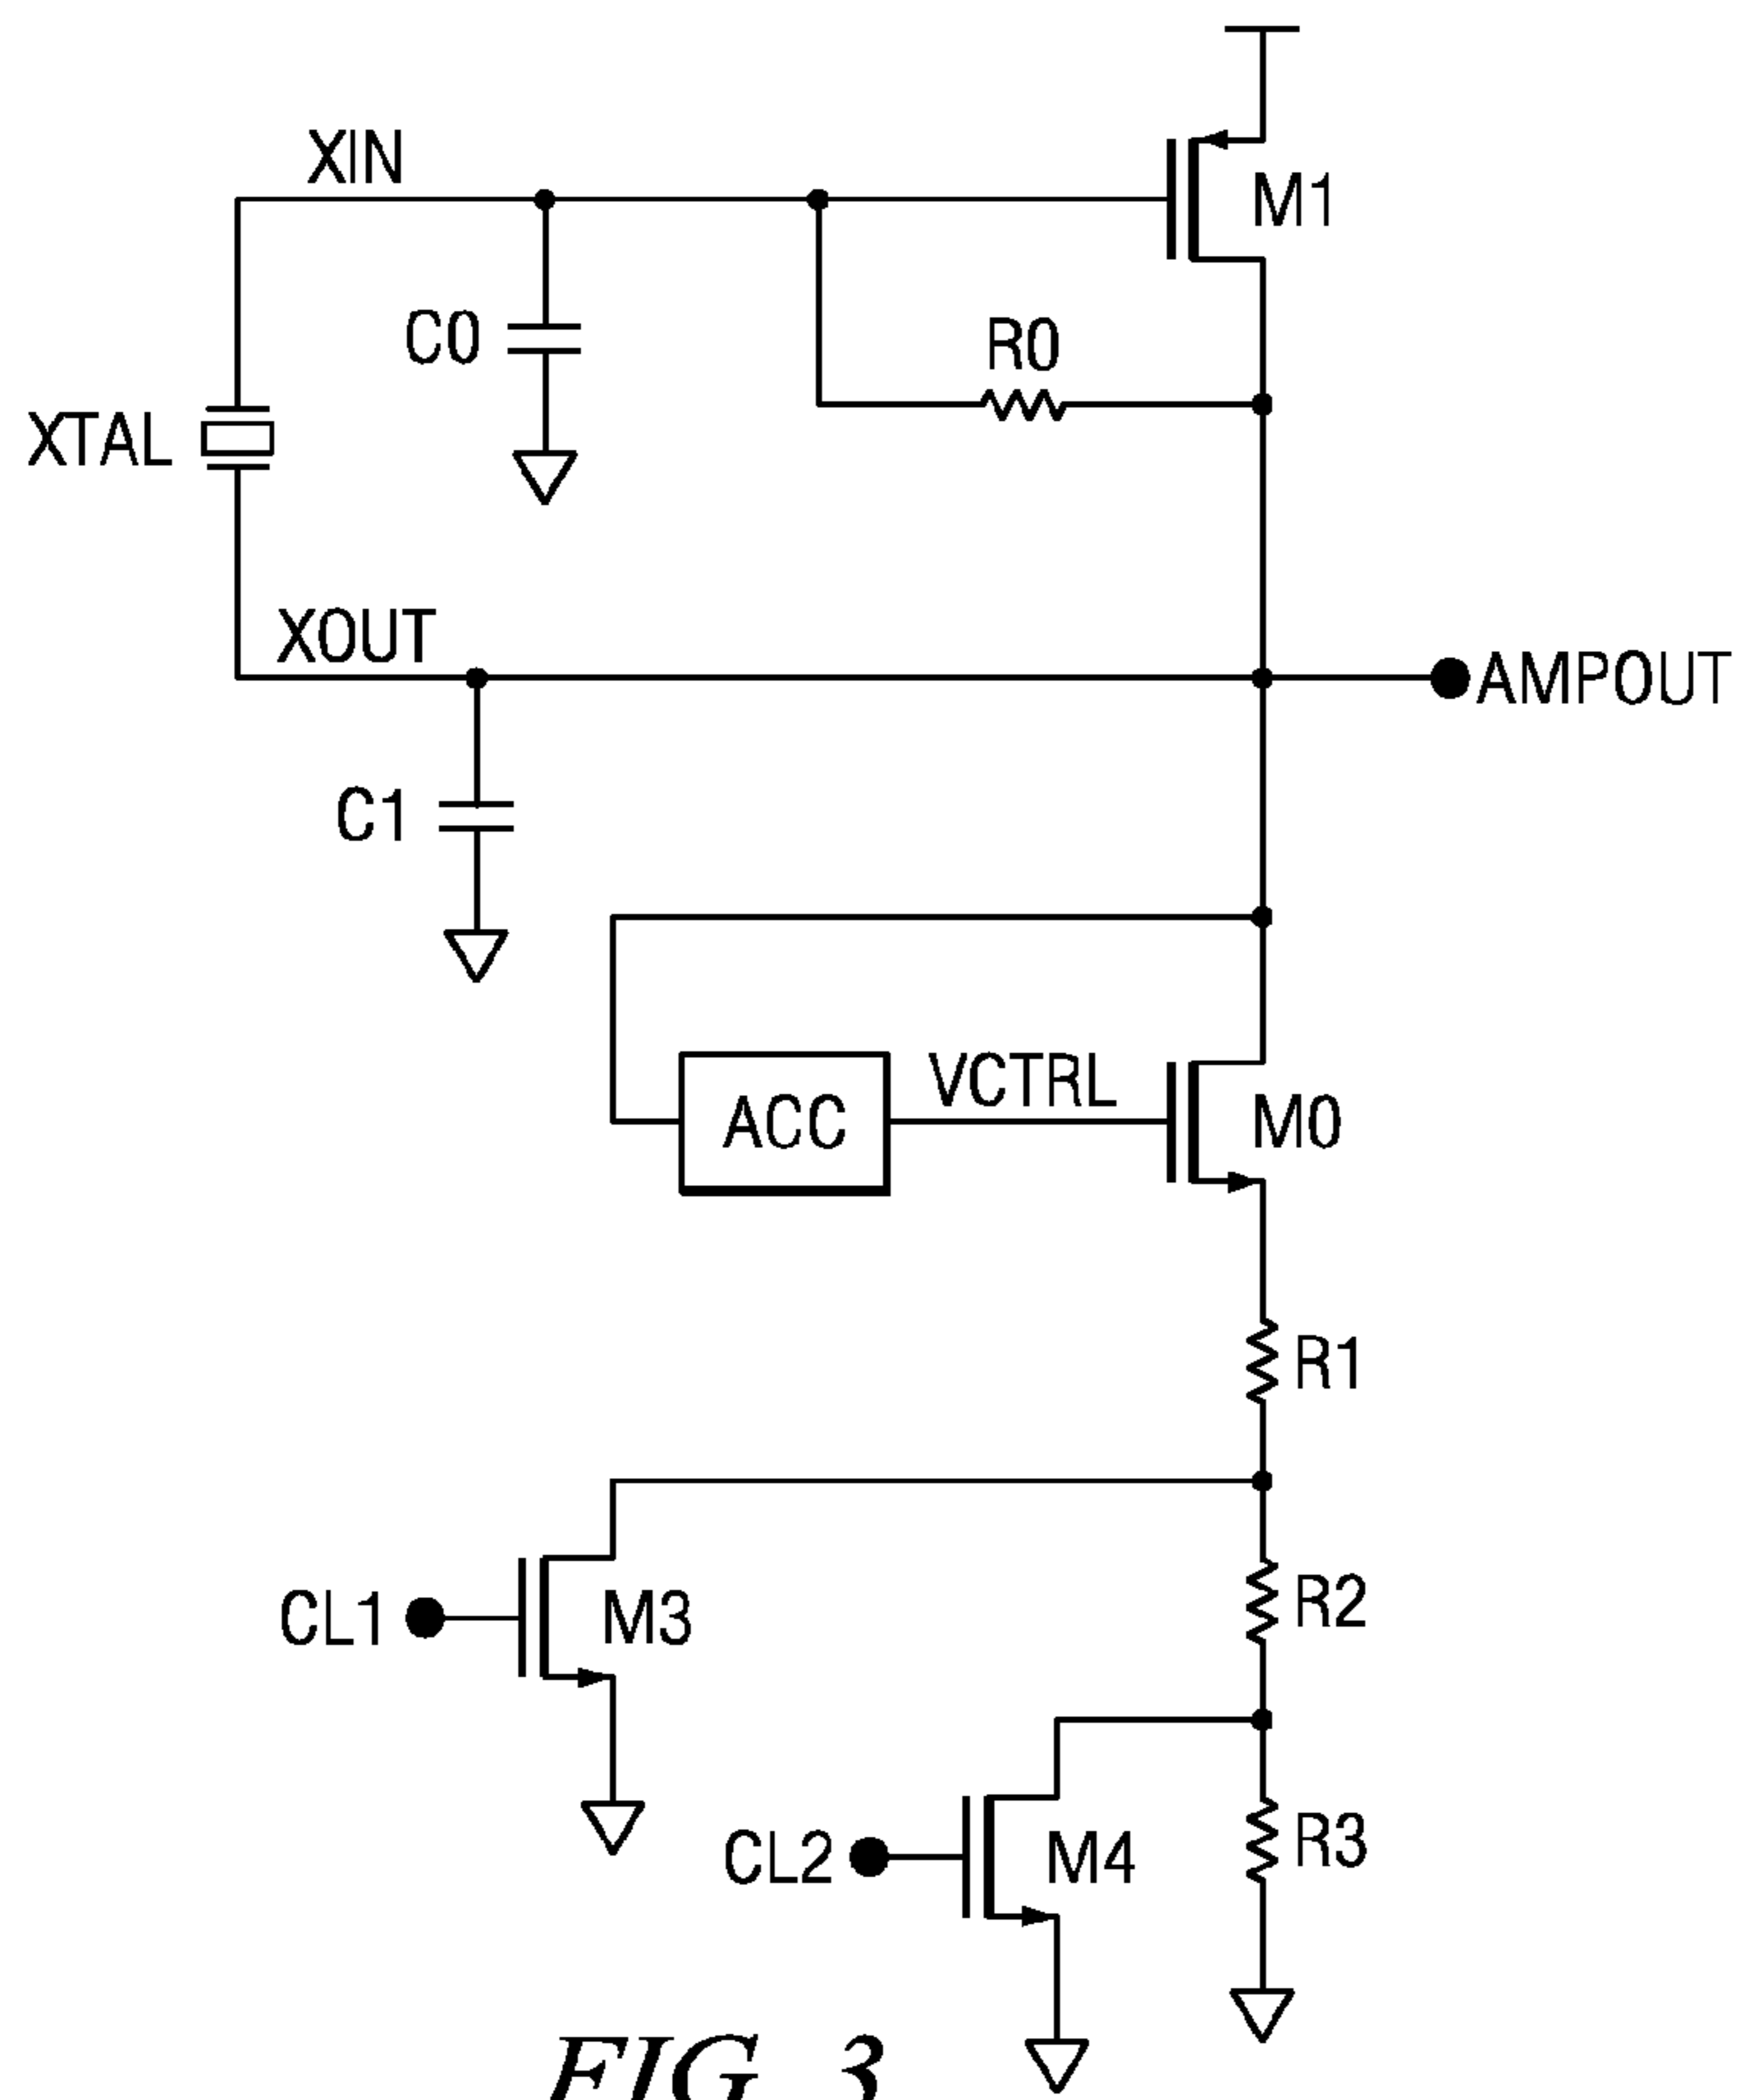 XIN
M1
C0
R0
XTAL
XOUT
AMPOUT
C1
VCTRL
ACC
M0
R1
CL1
M3
R2
CL2
M4
R3
FIG. 3